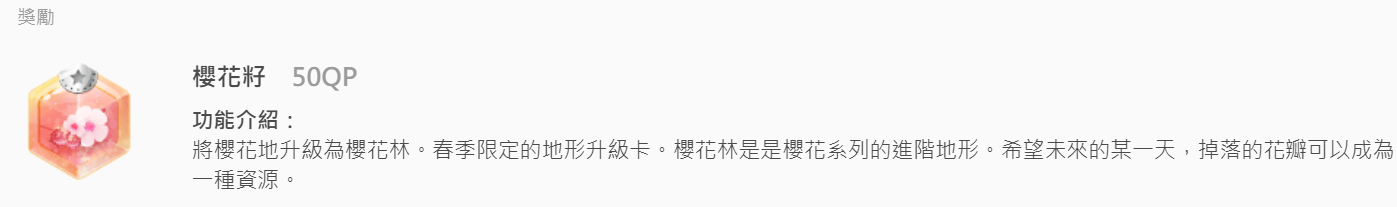 獎勵
櫻花籽 50QP
功能介紹：
將櫻花地升級為櫻花林。春季限定的地形升級卡。櫻花林是是櫻花系列的進階地形。希望未來的某一天，掉落的花瓣可以成為
一種資源。